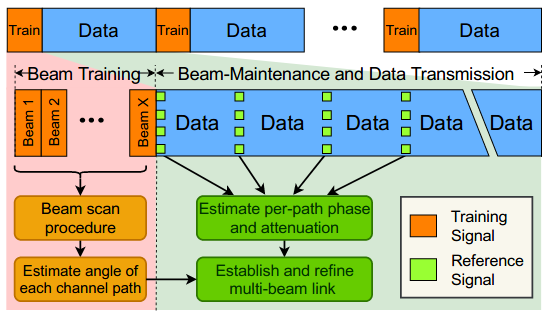 Train Data Train Data ••• Train Data
Beam Training Beam-Maintenance and Data Transmission
Beam 1 Beam 2 ••• Beam X Data Data Data Data Data
Beam scan
procedure
Estimate per-path phase
and attenuation
Estimate angle of
each channel path
Establish and refine
multi-beam link
Training
Signal
Reference
Signal